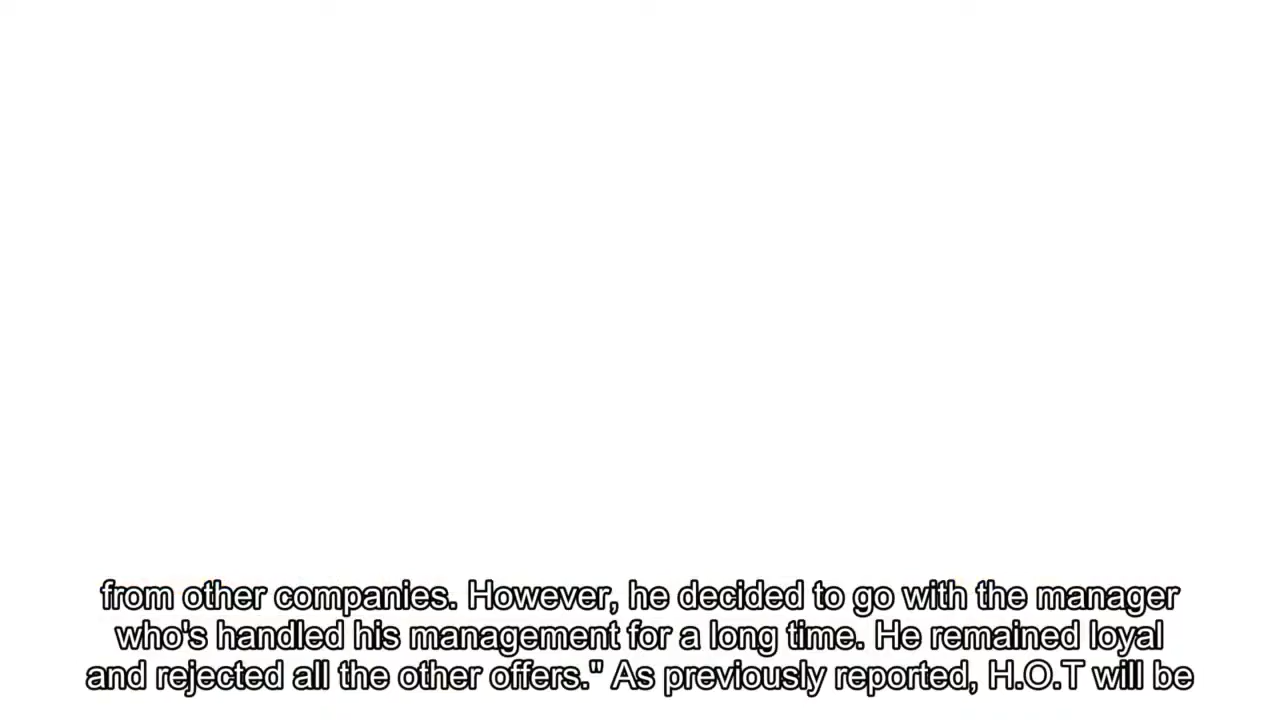 from other companies. However, he decided to go with the manager
who's handled his management for a long time. He remained loyal
and rejected all the other offers." As previously reported, H.O.T will be